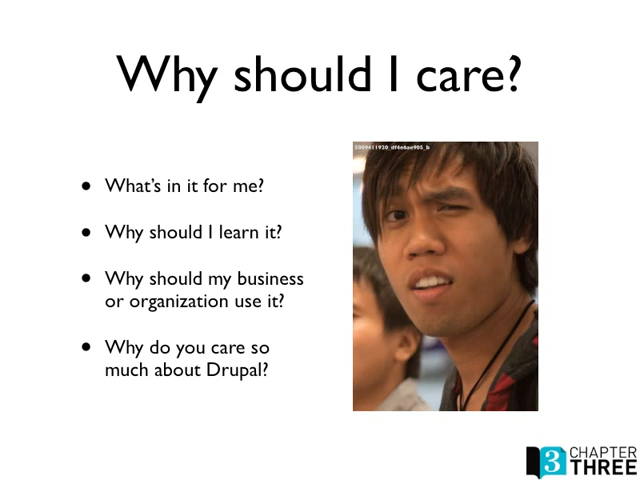 Why should I care?
• What's in it for me?
• Why should I learn it?
• Why should my business
or organization use it?
• Why do you care so
much about Drupal?
5009411920_df4e6ae905_b
3 CHAPTER
THREE